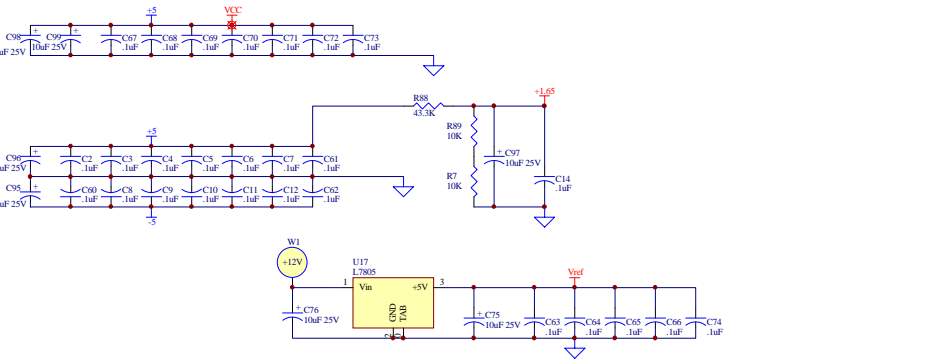 +5
VCC
C98
uF 25V
C99
10uF 25V
C67
.1uF
C68
.1uF
C69
.1uF
C70
.1uF
C71
.1uF
C72
.1uF
C73
.1uF
R88
43.3K
+1.65
R89
10K
R7
10K
C97
10uF 25V
C14
.1uF
+5
C96
uF 25V
C2
.1uF
C3
.1uF
C4
.1uF
C5
.1uF
C6
.1uF
C7
.1uF
C61
.1uF
C95
uF 25V
C60
.1uF
C8
.1uF
C9
.1uF
C10
.1uF
C11
.1uF
C12
.1uF
C62
.1uF
-5
W1
+12V
U17
L7805
1
Vin
+5V
3
GND
TAB
2
C76
10uF 25V
Vref
C75
10uF 25V
C63
.1uF
C64
.1uF
C65
.1uF
C66
.1uF
C74
.1uF